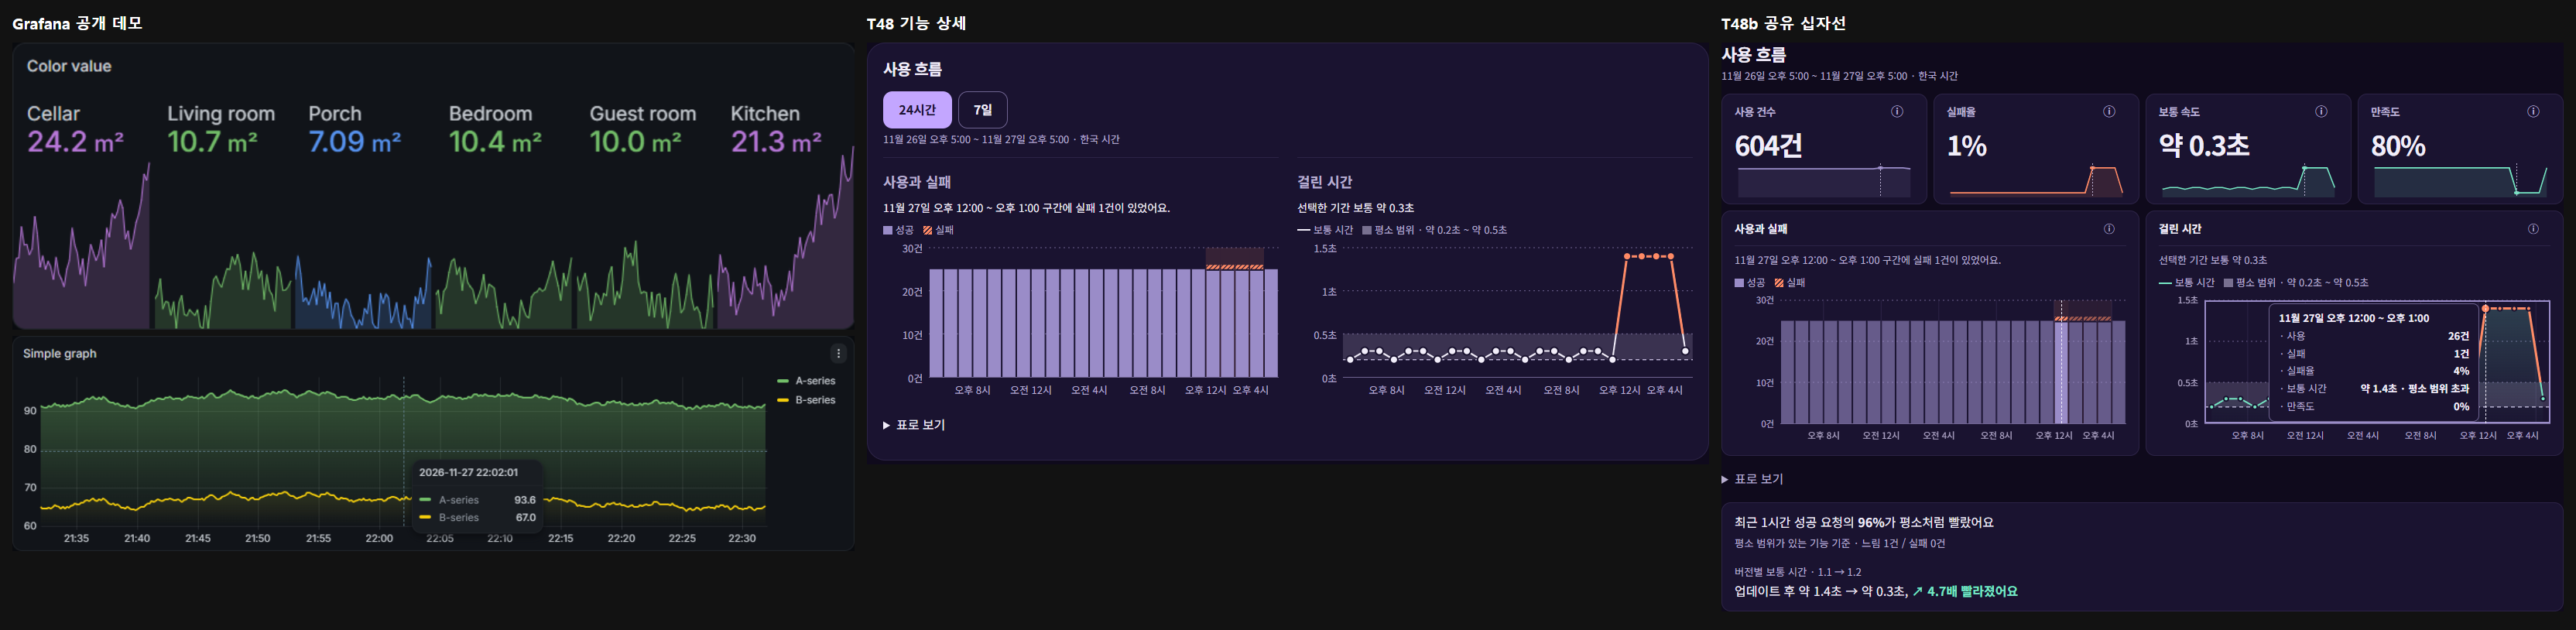 Grafana 공개 데모
Color value
Cellar
24.2 m²
Living room
10.7 m²
Porch
7.09 m²
Bedroom
10.4 m²
Guest room
10.0 m²
Kitchen
21.3 m²
Simple graph
A-series
B-series
90
80
70
60
2026-11-27 22:02:01
A-series 93.6
B-series 67.0
21:35 21:40 21:45 21:50 21:55 22:00 22:05 22:10 22:15 22:20 22:25 22:30
T48 기능 상세
사용 흐름
24시간 7일
11월 26일 오후 5:00 ~ 11월 27일 오후 5:00 · 한국 시간
사용과 실패
11월 27일 오후 12:00 ~ 오후 1:00 구간에 실패 1건이 있었어요.
성공 실패
30건
20건
10건
0건
오후 8시 오전 12시 오전 4시 오전 8시 오후 12시 오후 4시
걸린 시간
선택한 기간 보통 약 0.3초
보통 시간 평소 범위 · 약 0.2초 ~ 약 0.5초
1.5초
1초
0.5초
0초
오후 8시 오전 12시 오전 4시 오전 8시 오후 12시 오후 4시
▶ 표로 보기
T48b 공유 십자선
사용 흐름
11월 26일 오후 5:00 ~ 11월 27일 오후 5:00 · 한국 시간
사용 건수
604건
실패율
1%
보통 속도
약 0.3초
만족도
80%
사용과 실패
11월 27일 오후 12:00 ~ 오후 1:00 구간에 실패 1건이 있었어요.
성공 실패
30건
20건
10건
0건
오후 8시 오전 12시 오전 4시 오전 8시 오후 12시 오후 4시
걸린 시간
선택한 기간 보통 약 0.3초
보통 시간 평소 범위 · 약 0.2초 ~ 약 0.5초
1.5초
1초
0.5초
0초
11월 27일 오후 12:00 ~ 오후 1:00
· 사용 26건
· 실패 1건
· 실패율 4%
· 보통 시간 약 1.4초 · 평소 범위 초과
· 만족도 0%
오후 8시 오전 12시 오전 4시 오전 8시 오후 12시 오후 4시
▶ 표로 보기
최근 1시간 성공 요청의 96%가 평소처럼 빨랐어요
평소 범위가 있는 기능 기준 · 느림 1건 / 실패 0건
버전별 보통 시간 · 1.1 → 1.2
업데이트 후 약 1.4초 → 약 0.3초, ↗ 4.7배 빨라졌어요